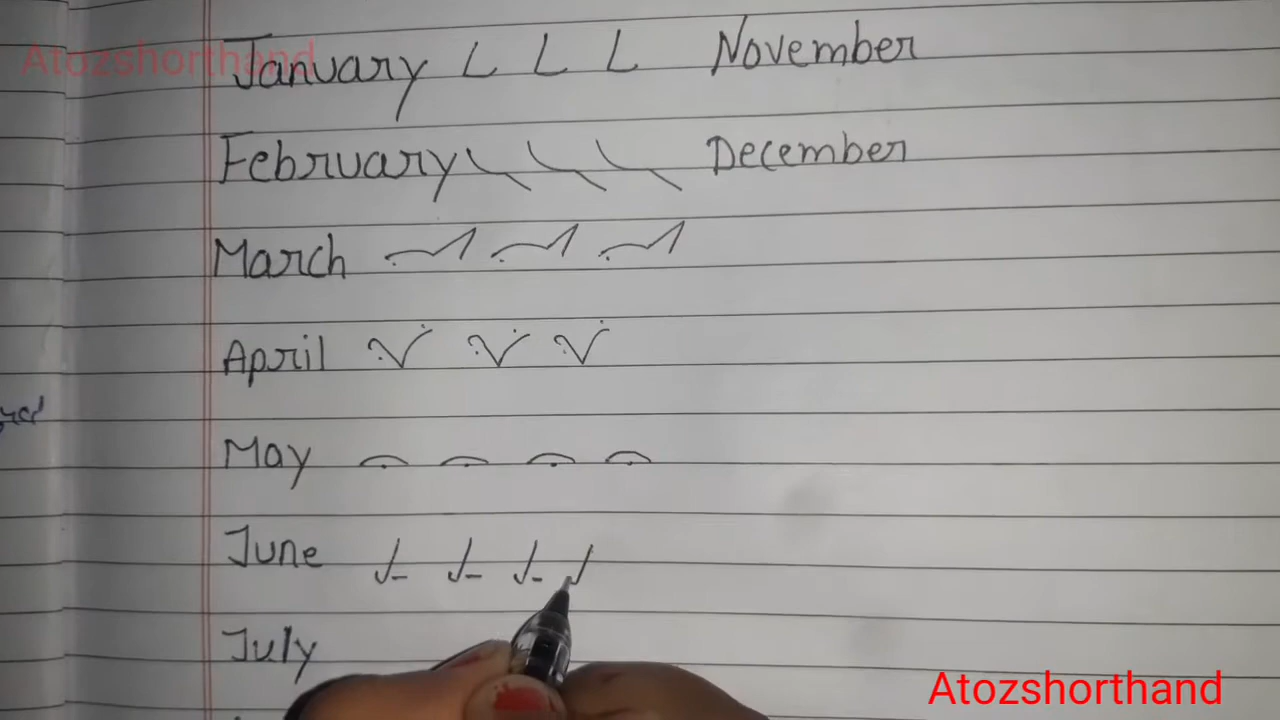 Atozshorthand
January November
February December
March
April
May
June
July
Atozshorthand